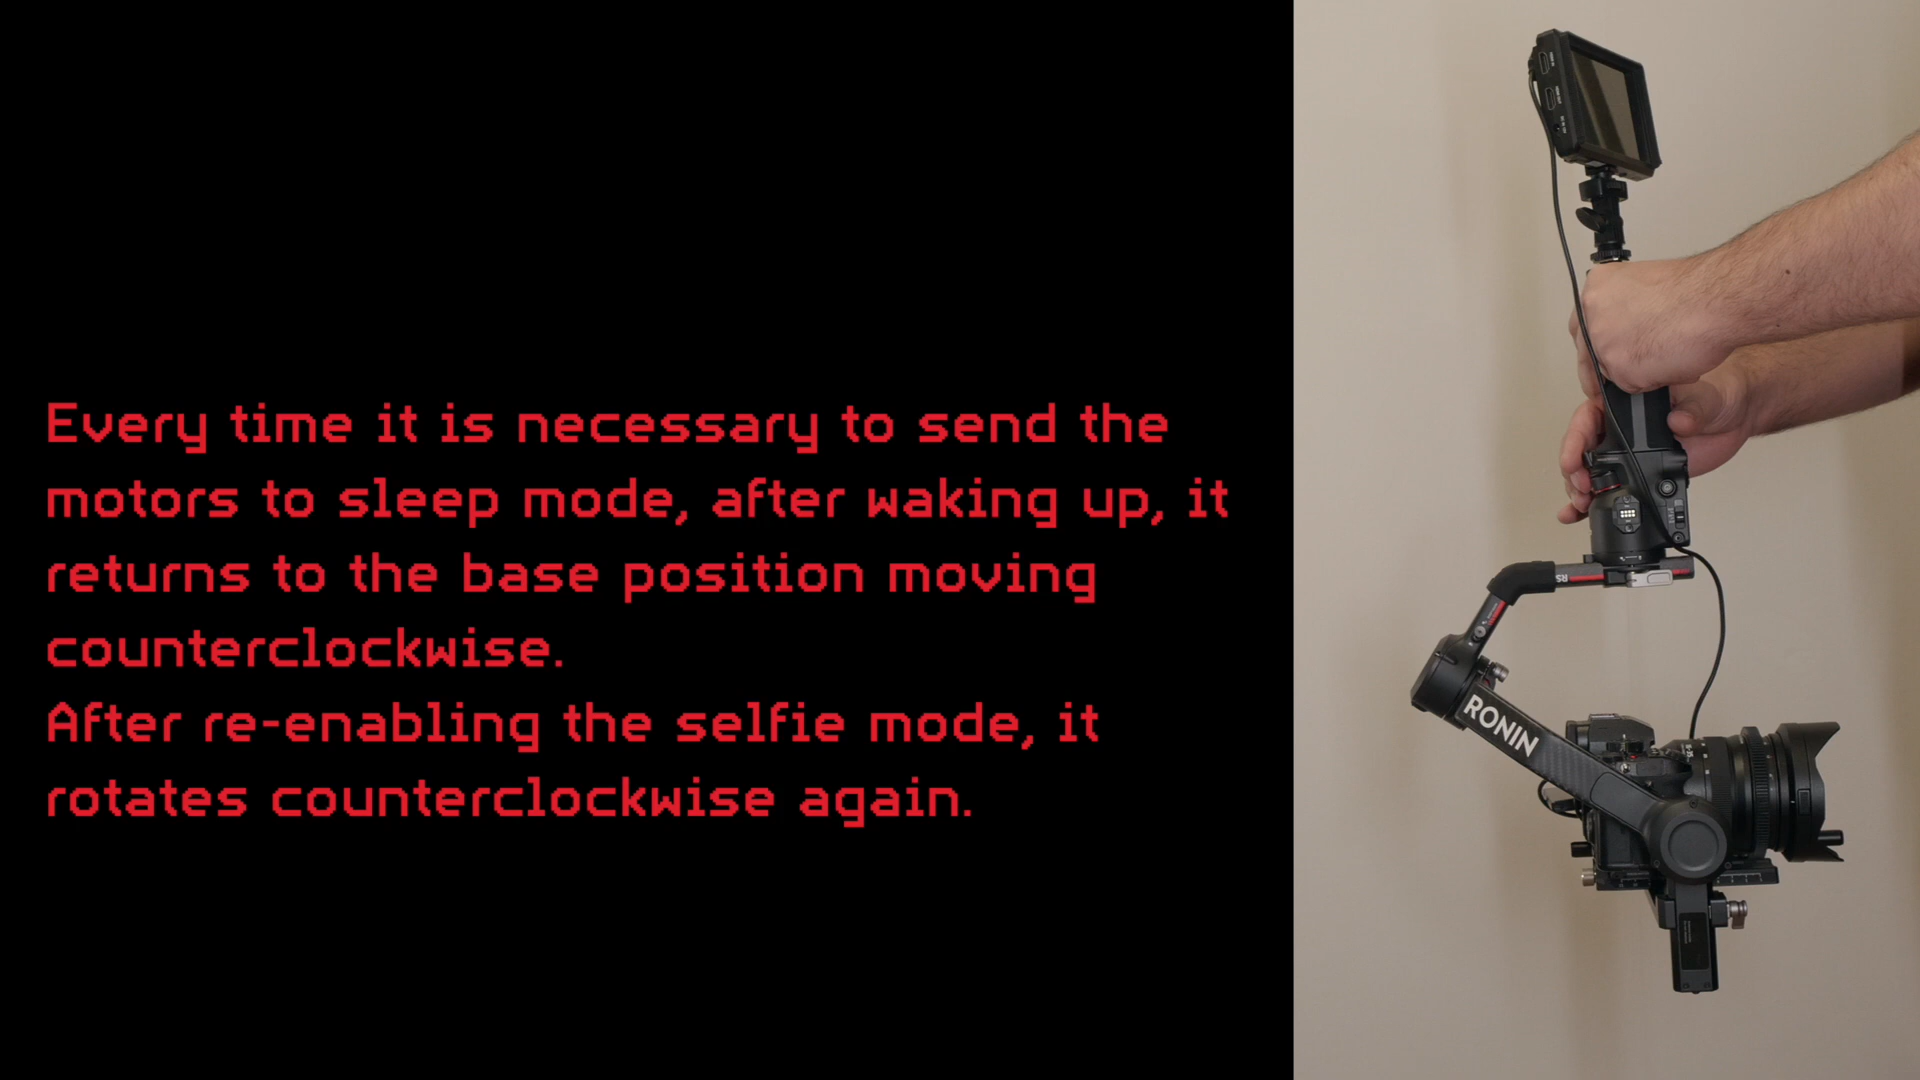 Every time it is necessary to send the
motors to sleep mode, after waking up, it
returns to the base position moving
counterclockwise.
After re-enabling the selfie mode, it
rotates counterclockwise again.
RS
RONIN